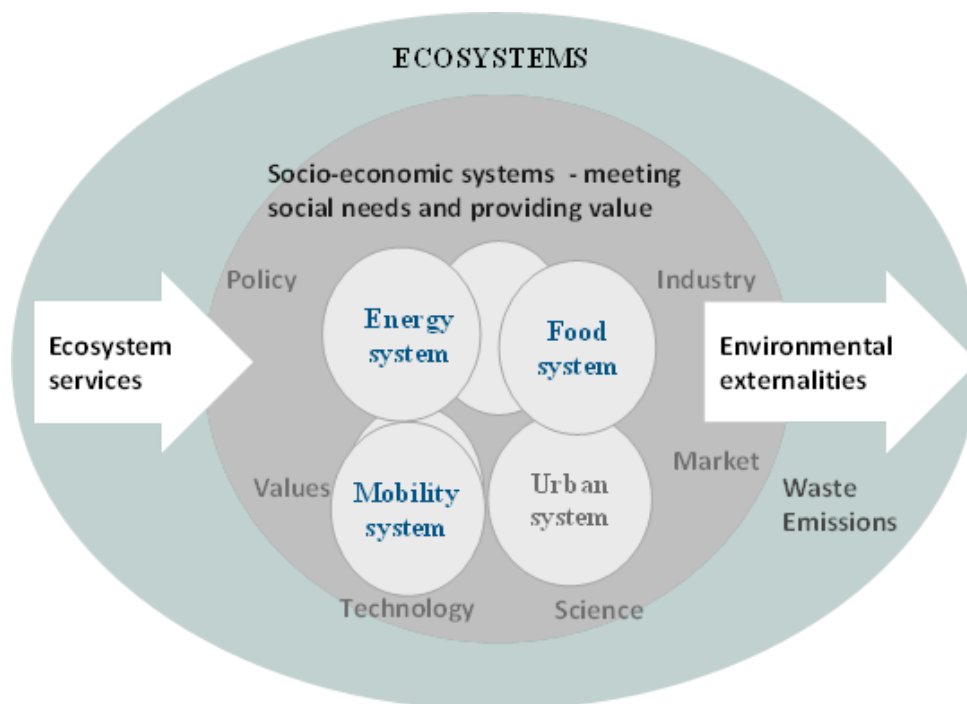 ECOSYSTEMS
Socio-economic systems - meeting
social needs and providing value
Policy
Industry
Energy
system
Food
system
Ecosystem
services
Environmental
externalities
Values
Mobility
system
Urban
system
Market
Waste
Emissions
Technology
Science